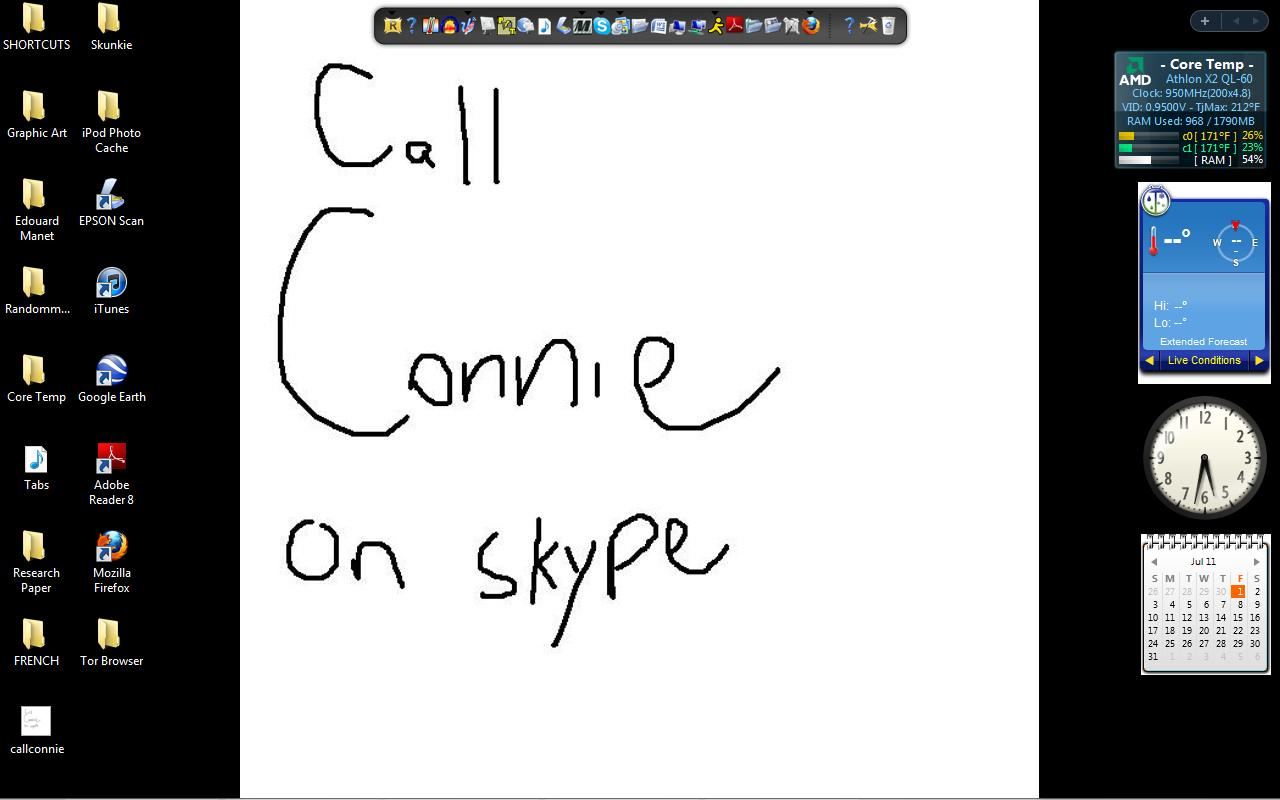 SHORTCUTS
Skunkie
Graphic Art
iPod Photo
Cache
Edouard
Manet
EPSON Scan
Randomm...
iTunes
Core Temp
Google Earth
Tabs
Adobe
Reader 8
Research
Paper
Mozilla
Firefox
FRENCH
Tor Browser
callconnie
Call
Connie
on skype
AMD
- Core Temp -
Athlon X2 QL-60
Clock: 950MHz(200x4.8)
VID: 0.9500V - TjMax: 212°F
RAM Used: 968 / 1790MB
c0[ 171°F ] 26%
c1[ 171°F ] 23%
[ RAM ] 54%
--°
W -- E
-
S
Hi: --°
Lo: --°
Extended Forecast
Live Conditions
12
11 1
10 2
9 3
8 4
7 5
6
Jul 11
S M T W T F S
26 27 28 29 30 1 2
3 4 5 6 7 8 9
10 11 12 13 14 15 16
17 18 19 20 21 22 23
24 25 26 27 28 29 30
31 1 2 3 4 5 6